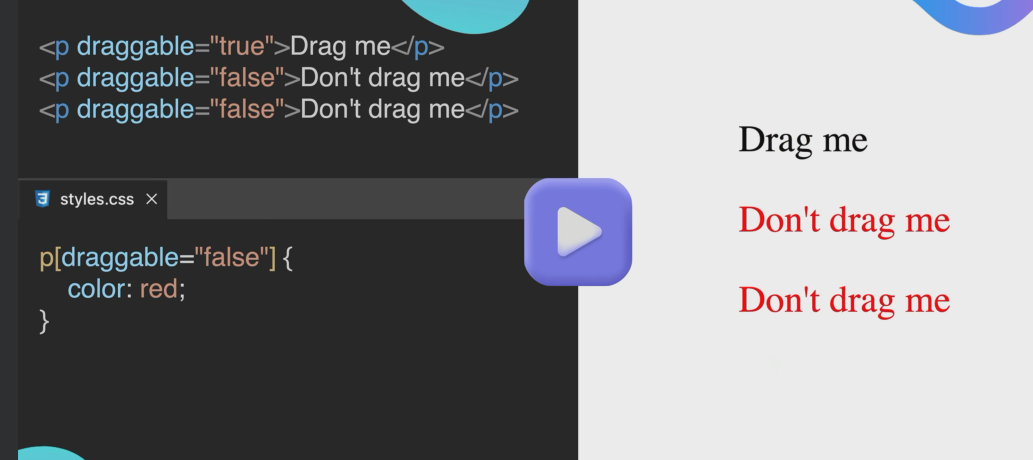 <p draggable="true">Drag me</p>
<p draggable="false">Don't drag me</p>
<p draggable="false">Don't drag me</p>
styles.css
p[draggable="false"] {
color: red;
}
Drag me
Don't drag me
Don't drag me